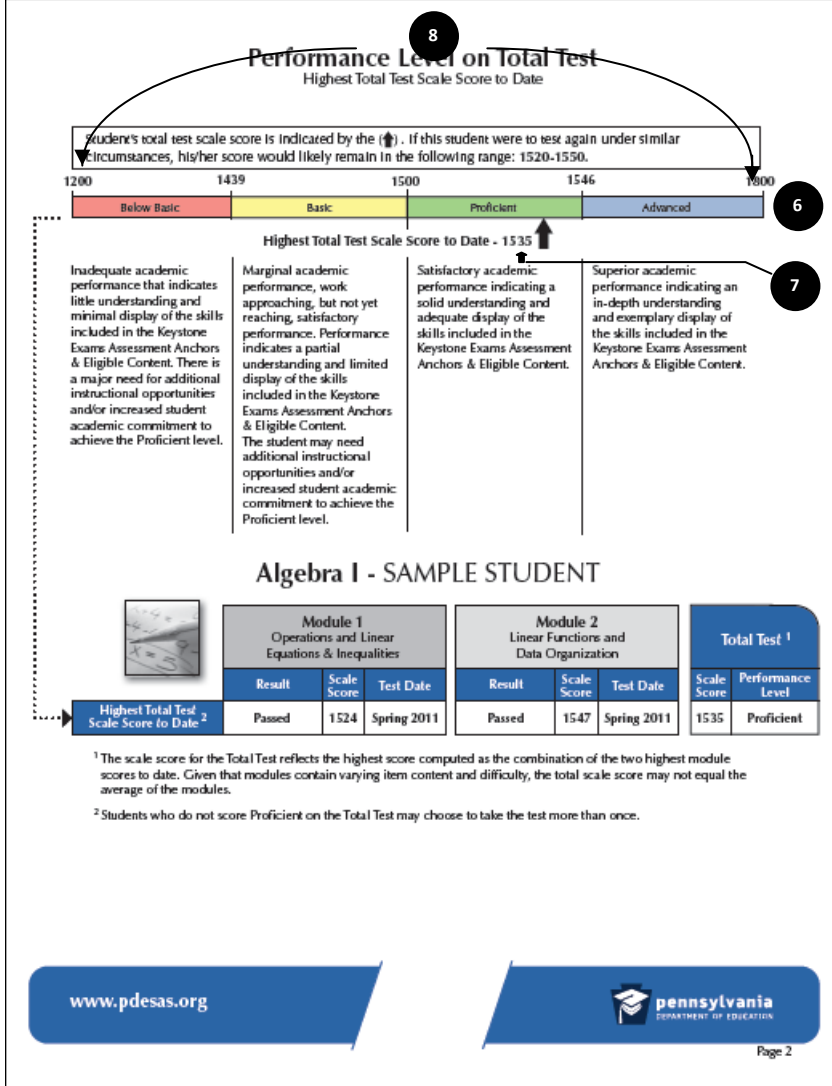 8
Performance Level on Total Test
Highest Total Test Scale Score to Date
Student's total test scale score is indicated by the (⬆) . If this student were to test again under similar
circumstances, his/her score would likely remain in the following range: 1520-1550.
1200 1439 1500 1546 1800
Below Basic Basic Proficient Advanced
6
Highest Total Test Scale Score to Date - 1535
7
Inadequate academic
performance that indicates
little understanding and
minimal display of the skills
included in the Keystone
Exams Assessment Anchors
& Eligible Content. There is
a major need for additional
instructional opportunities
and/or increased student
academic commitment to
achieve the Proficient level.
Marginal academic
performance, work
approaching, but not yet
reaching, satisfactory
performance. Performance
indicates a partial
understanding and limited
display of the skills
included in the Keystone
Exams Assessment Anchors
& Eligible Content.
The student may need
additional instructional
opportunities and/or
increased student academic
commitment to achieve the
Proficient level.
Satisfactory academic
performance indicating a
solid understanding and
adequate display of the
skills included in the
Keystone Exams Assessment
Anchors & Eligible Content.
Superior academic
performance indicating an
in-depth understanding
and exemplary display of
the skills included in the
Keystone Exams Assessment
Anchors & Eligible Content.
Algebra I - SAMPLE STUDENT
Module 1
Operations and Linear
Equations & Inequalities
Module 2
Linear Functions and
Data Organization
Total Test 1
Result Scale Score Test Date Result Scale Score Test Date Scale Score Performance Level
Highest Total Test
Scale Score to Date 2
Passed 1524 Spring 2011 Passed 1547 Spring 2011 1535 Proficient
1 The scale score for the Total Test reflects the highest score computed as the combination of the two highest module
scores to date. Given that modules contain varying item content and difficulty, the total scale score may not equal the
average of the modules.
2 Students who do not score Proficient on the Total Test may choose to take the test more than once.
www.pdesas.org
pennsylvania
DEPARTMENT OF EDUCATION
Page 2